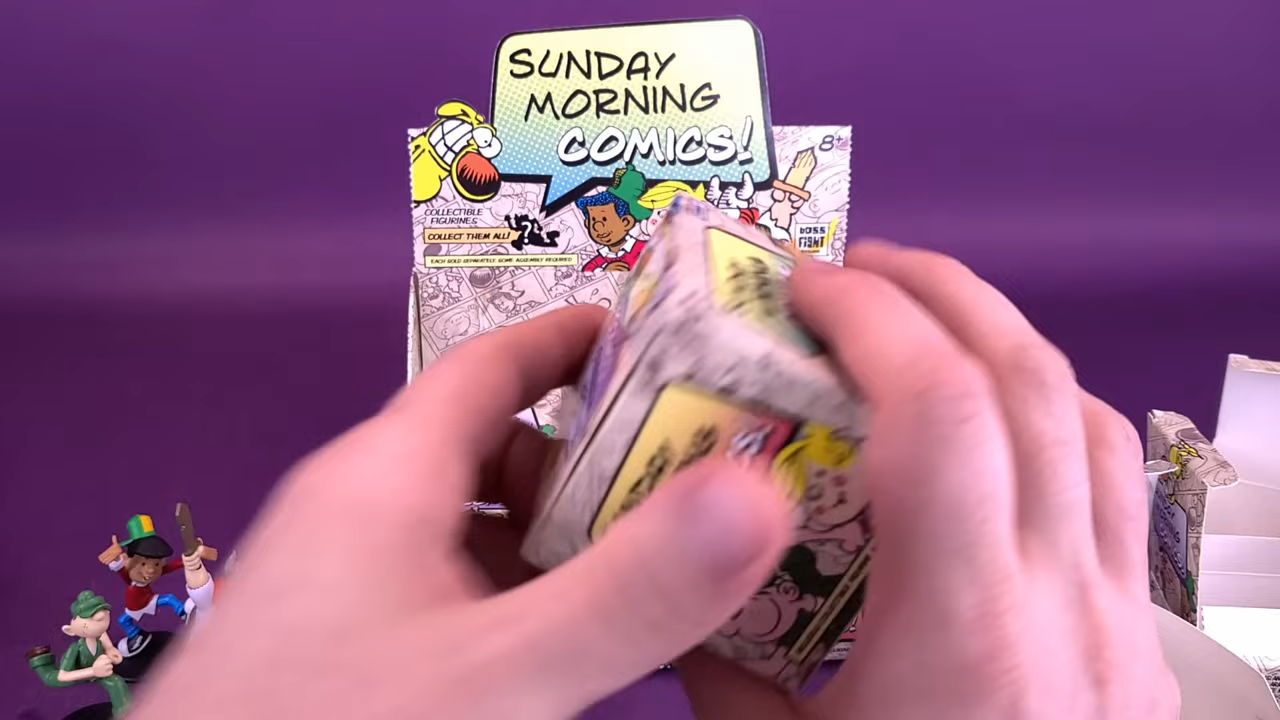 SUNDAY
MORNING
COMICS!
8+
COLLECTIBLE
FIGURINES
COLLECT THEM ALL!
?
EACH SOLD SEPARATELY. SOME ASSEMBLY REQUIRED
BOSS
FIGHT